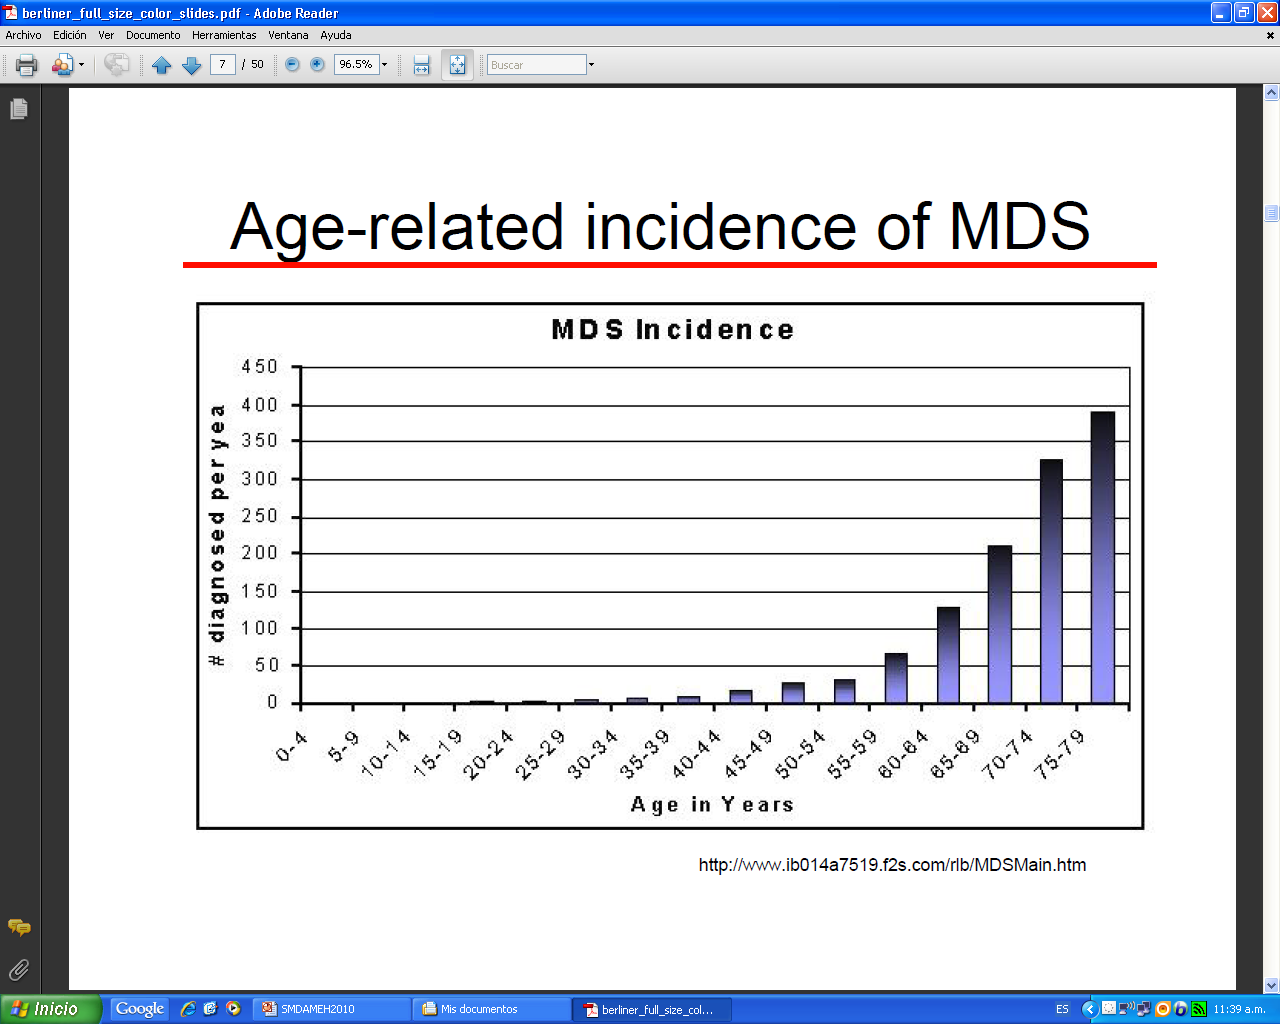 berliner_full_size_color_slides.pdf - Adobe Reader
Archivo Edición Ver Documento Herramientas Ventana Ayuda
7 / 50 96.5% Buscar
Age-related incidence of MDS
MDS Incidence
# diagnosed per yea
450
400
350
300
250
200
150
100
50
0
0-4 5-9 10-14 15-19 20-24 25-29 30-34 35-39 40-44 45-49 50-54 55-59 60-64 65-69 70-74 75-79
Age in Years
http://www.ib014a7519.f2s.com/rlb/MDSMain.htm
Inicio Google SMDAMEH2010 Mis documentos berliner_full_size_col... ES 11:39 a.m.